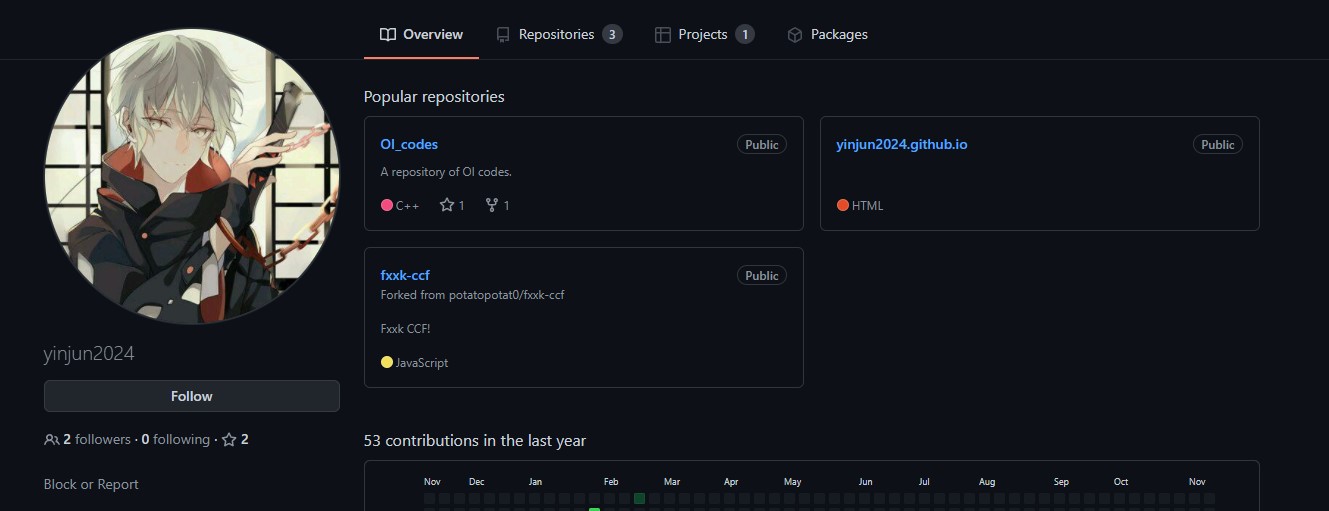 Overview
Repositories 3
Projects 1
Packages
Popular repositories
OI_codes Public
A repository of OI codes.
C++ 1 1
yinjun2024.github.io Public
HTML
fxxk-ccf Public
Forked from potatopotat0/fxxk-ccf
Fxxk CCF!
JavaScript
yinjun2024
Follow
2 followers · 0 following · 2
Block or Report
53 contributions in the last year
Nov Dec Jan Feb Mar Apr May Jun Jul Aug Sep Oct Nov